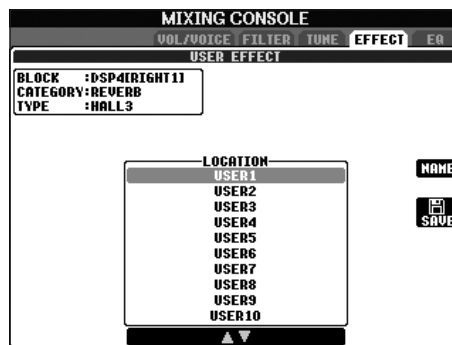 MIXING CONSOLE
VOL/VOICE FILTER TUNE EFFECT EQ
USER EFFECT
BLOCK :DSP4[RIGHT1]
CATEGORY:REVERB
TYPE :HALL3
LOCATION
USER1
USER2
USER3
USER4
USER5
USER6
USER7
USER8
USER9
USER10
NAME
SAVE